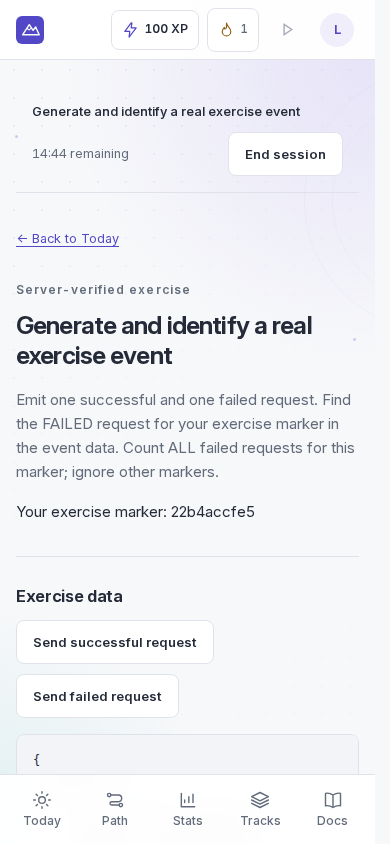 100 XP
1
L
Generate and identify a real exercise event
14:44 remaining
End session
← Back to Today
Server-verified exercise
Generate and identify a real
exercise event
Emit one successful and one failed request. Find
the FAILED request for your exercise marker in
the event data. Count ALL failed requests for this
marker; ignore other markers.
Your exercise marker: 22b4accfe5
Exercise data
Send successful request
Send failed request
{
Today
Path
Stats
Tracks
Docs